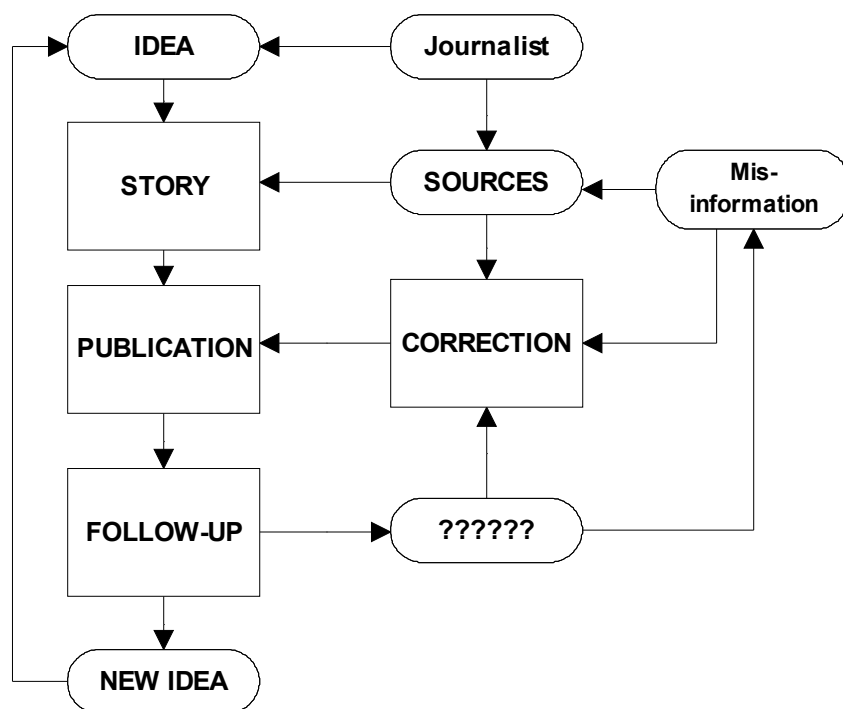 IDEA
Journalist
STORY
SOURCES
Mis-
information
PUBLICATION
CORRECTION
FOLLOW-UP
??????
NEW IDEA